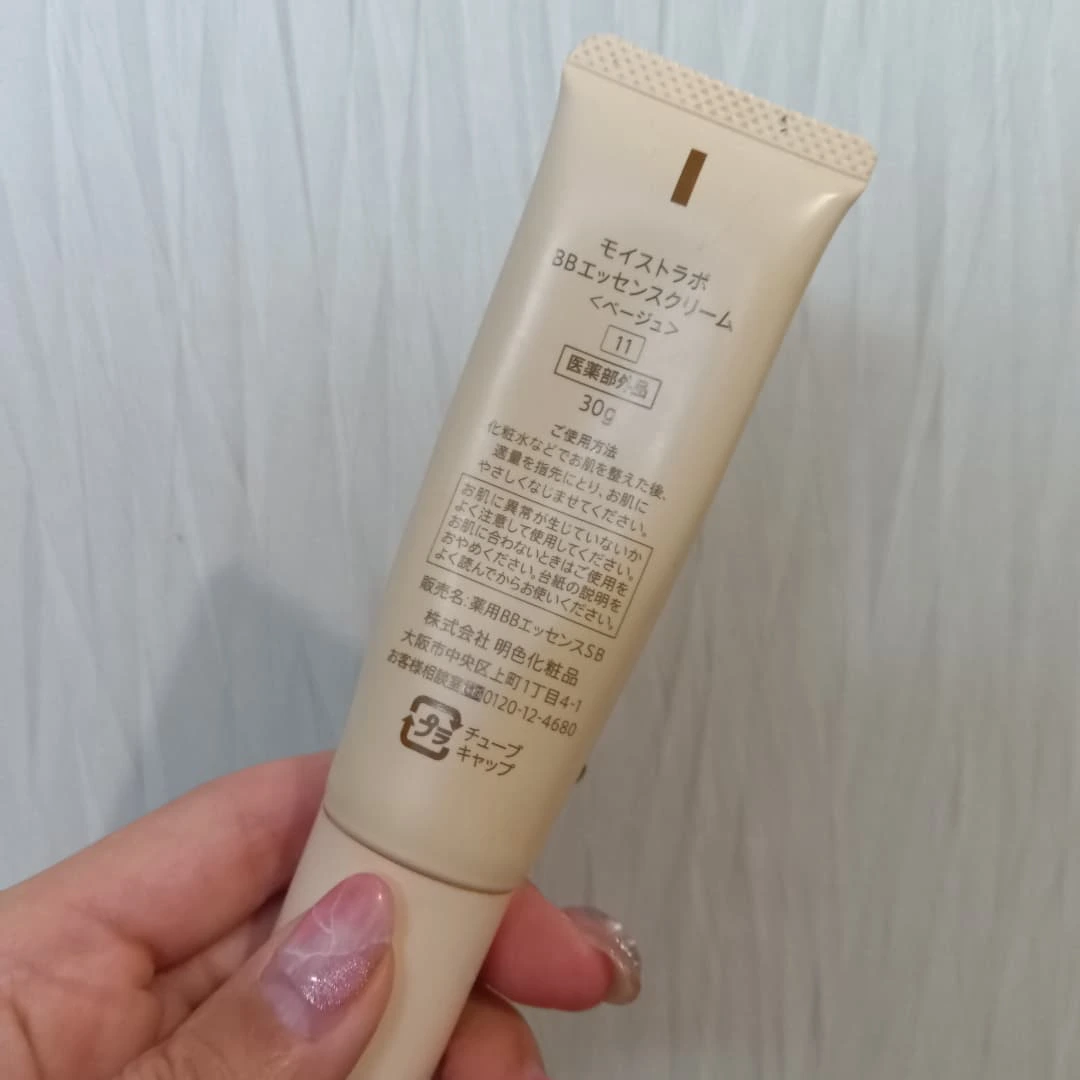 モイストラボ
BBエッセンスクリーム
<ベージュ>
11
医薬部外品
30g
ご使用方法
化粧水などでお肌を整えた後、
適量を指先にとり、お肌に
やさしくなじませてください。
お肌に異常が生じていないか
よく注意して使用してください。
お肌に合わないときはご使用を
おやめください。台紙の説明を
よく読んでからお使いください。
販売名:薬用BBエッセンスSB
株式会社 明色化粧品
大阪市中央区上町1丁目4-1
お客様相談室 0120-12-4680
プラ
チューブ
キャップ